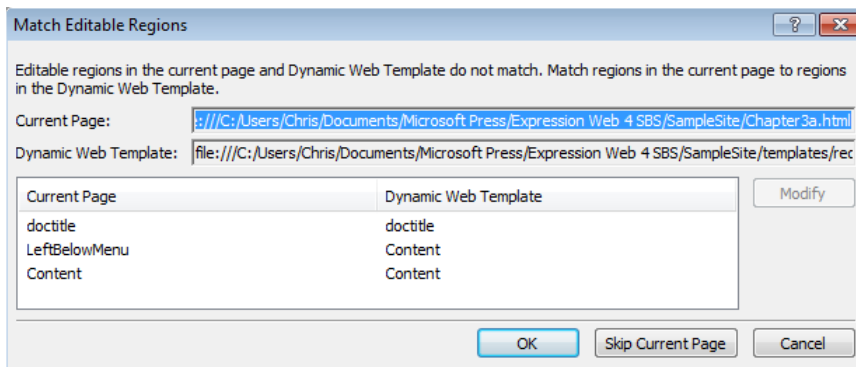 Match Editable Regions
Editable regions in the current page and Dynamic Web Template do not match. Match regions in the current page to regions
in the Dynamic Web Template.
Current Page: :///C:/Users/Chris/Documents/Microsoft Press/Expression Web 4 SBS/SampleSite/Chapter3a.html
Dynamic Web Template: file:///C:/Users/Chris/Documents/Microsoft Press/Expression Web 4 SBS/SampleSite/templates/rec
Current Page Dynamic Web Template Modify
doctitle doctitle
LeftBelowMenu Content
Content Content
OK Skip Current Page Cancel